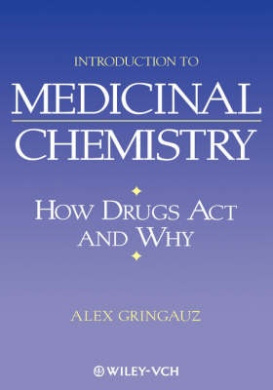 INTRODUCTION TO
MEDICINAL
CHEMISTRY
HOW DRUGS ACT
AND WHY
ALEX GRINGAUZ
WILEY-VCH